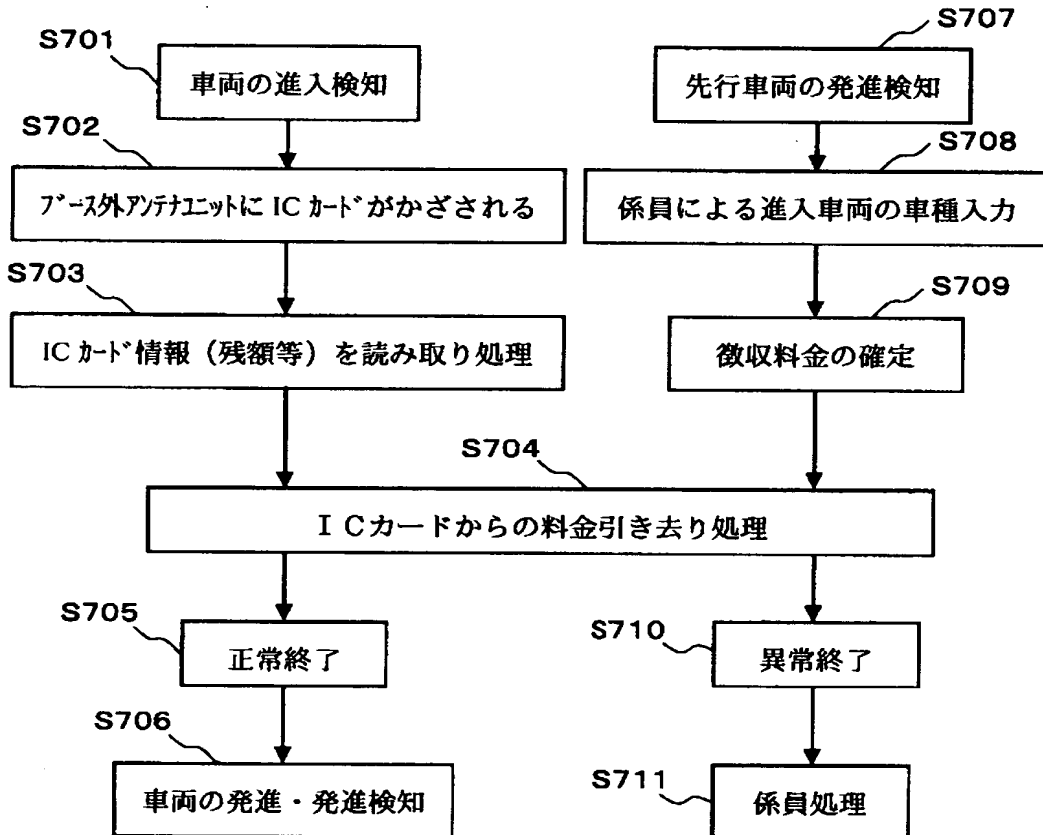 S701
車両の進入検知
S702
ブース外アンテナユニットに IC カードがかざされる
S703
IC カード情報（残額等）を読み取り処理
S707
先行車両の発進検知
S708
係員による進入車両の車種入力
S709
徴収料金の確定
S704
ＩＣカードからの料金引き去り処理
S705
正常終了
S706
車両の発進・発進検知
S710
異常終了
S711
係員処理